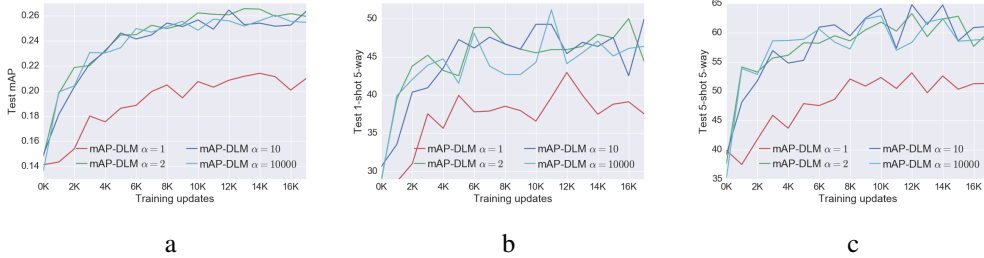 0.26
0.24
0.22
0.20
0.18
0.16
0.14
Test mAP
mAP-DLM α = 1
mAP-DLM α = 10
mAP-DLM α = 2
mAP-DLM α = 10000
0K 2K 4K 6K 8K 10K 12K 14K 16K
Training updates
a
50
45
40
35
30
Test 1-shot 5-way
mAP-DLM α = 1
mAP-DLM α = 10
mAP-DLM α = 2
mAP-DLM α = 10000
0K 2K 4K 6K 8K 10K 12K 14K 16K
Training updates
b
65
60
55
50
45
40
35
Test 5-shot 5-way
mAP-DLM α = 1
mAP-DLM α = 10
mAP-DLM α = 2
mAP-DLM α = 10000
0K 2K 4K 6K 8K 10K 12K 14K 16K
Training updates
c